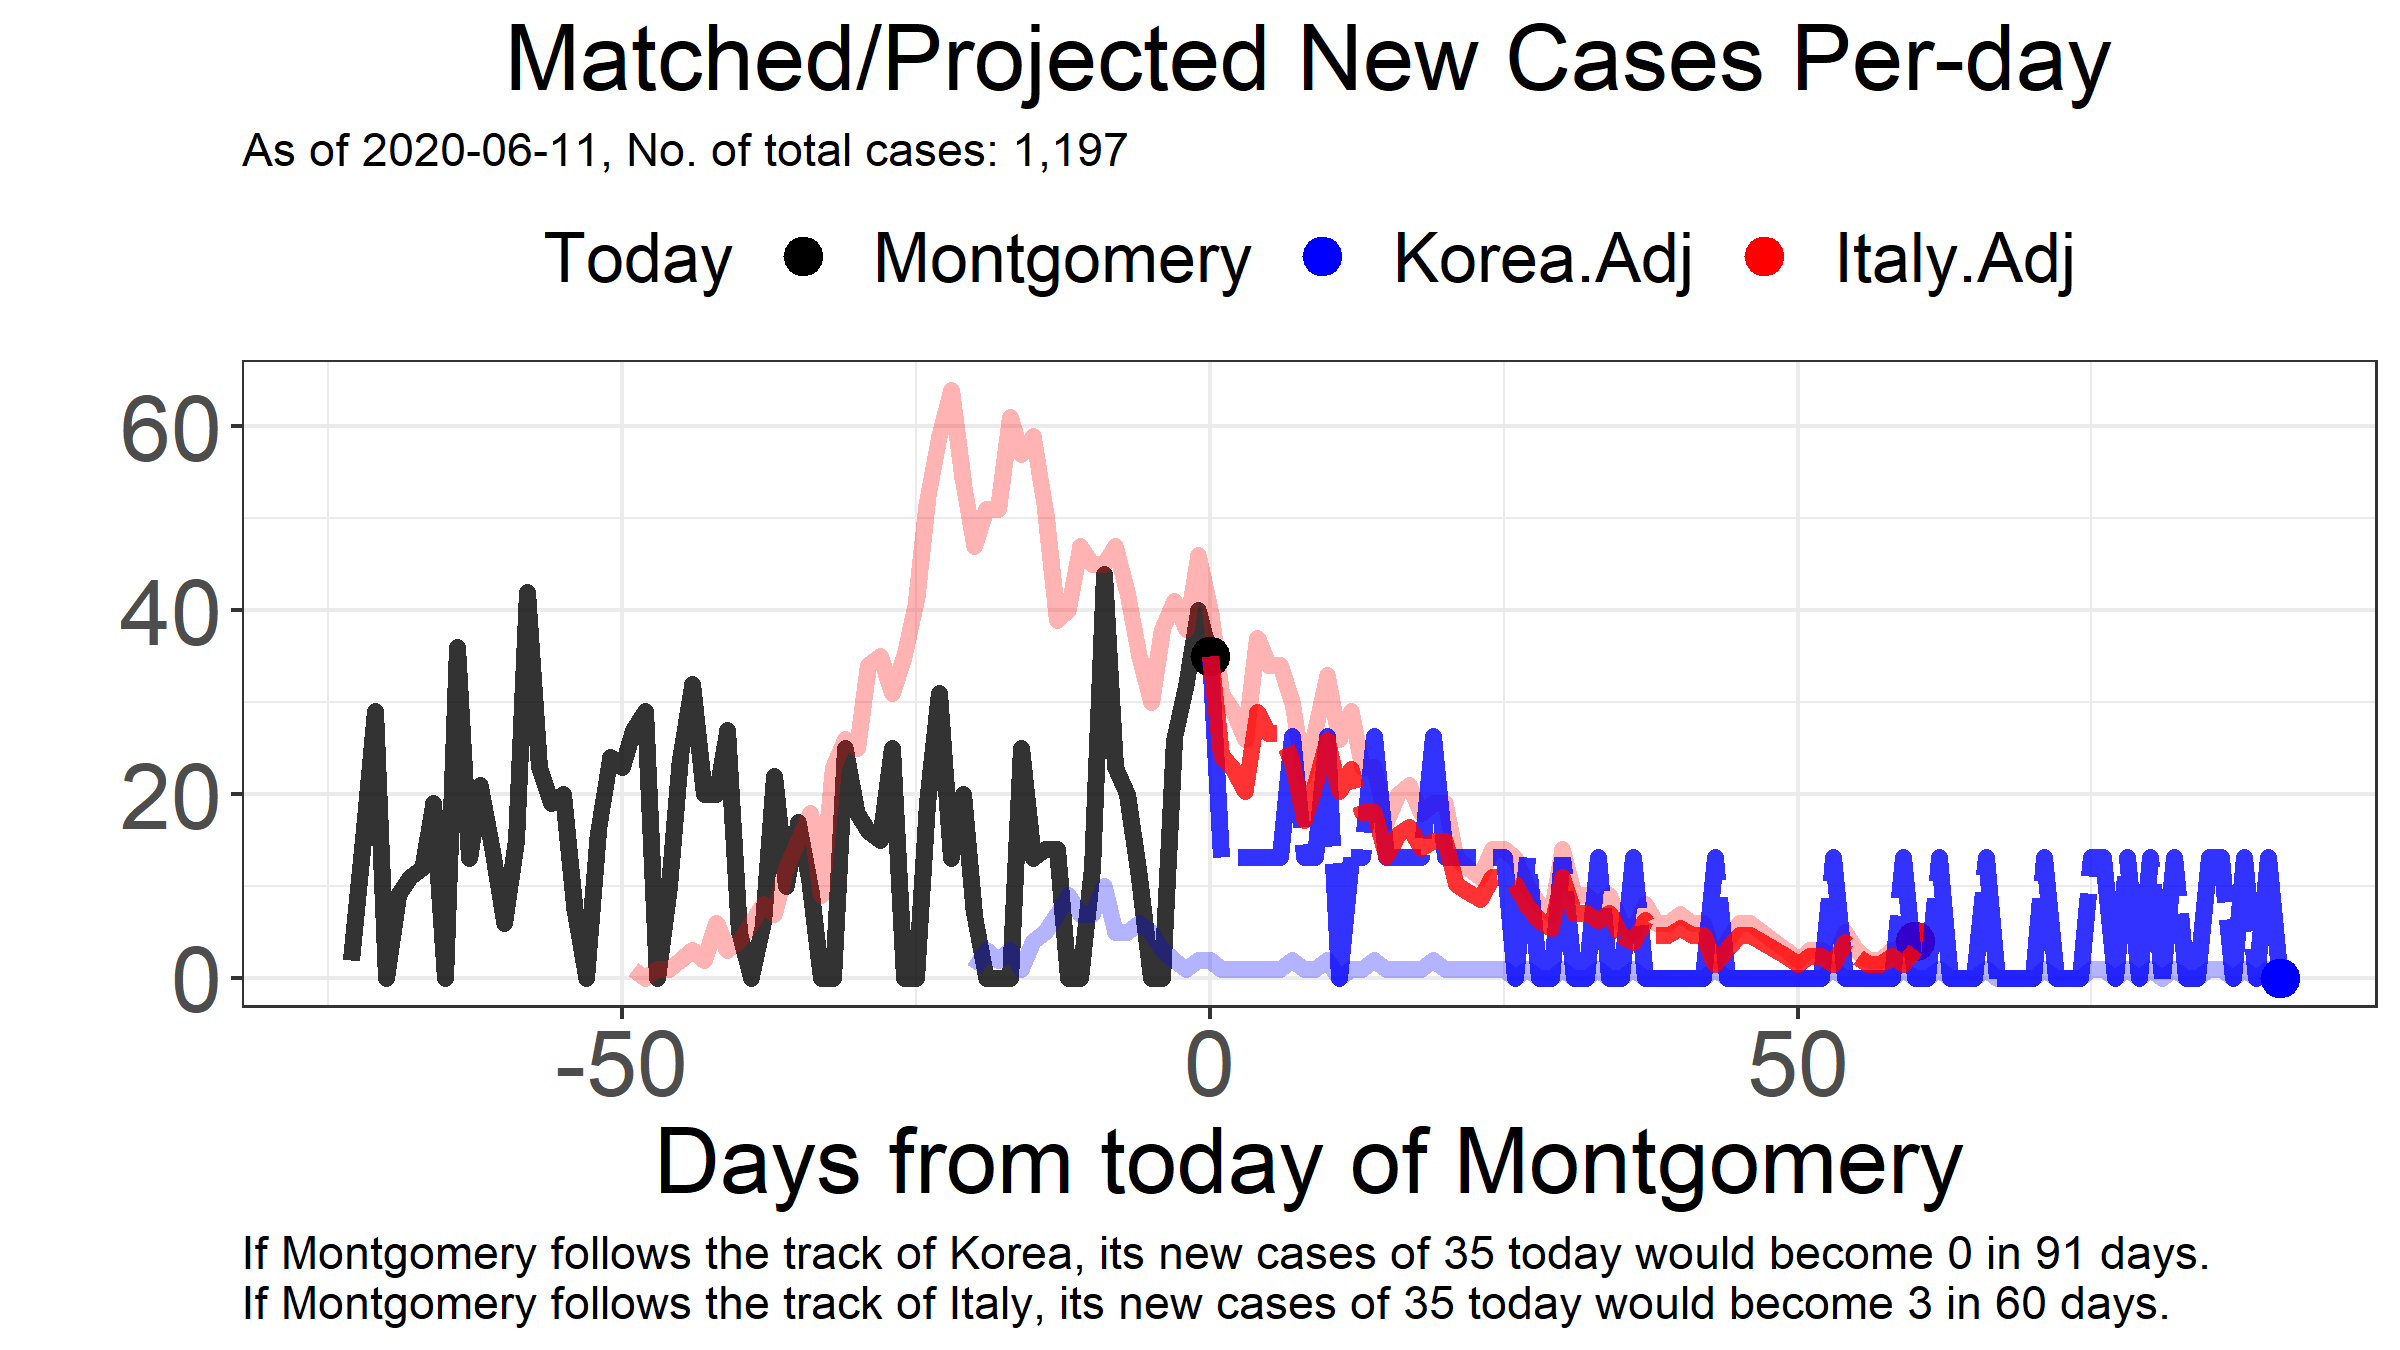 Matched/Projected New Cases Per-day
As of 2020-06-11, No. of total cases: 1,197
Today Montgomery Korea.Adj Italy.Adj
60
40
20
0
-50 0 50
Days from today of Montgomery
If Montgomery follows the track of Korea, its new cases of 35 today would become 0 in 91 days.
If Montgomery follows the track of Italy, its new cases of 35 today would become 3 in 60 days.